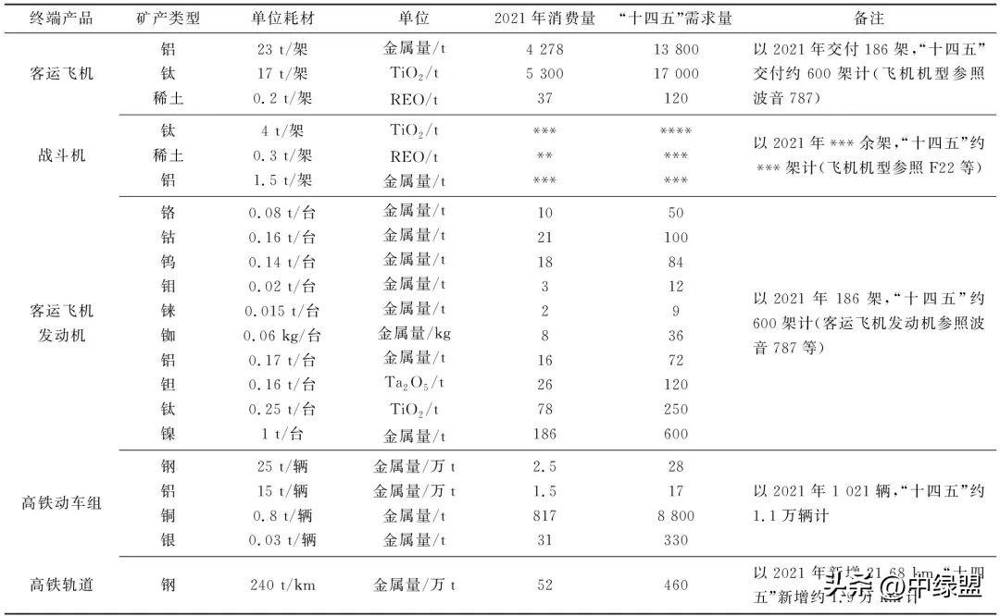 终端产品 矿产类型 单位耗材 单位 2021年消费量 “十四五”需求量 备注
铝 23 t/架 金属量/t 4 278 13 800 以 2021 年交付 186 架,“十四五”
客运飞机 钛 17 t/架 TiO2/t 5 300 17 000 交付约 600 架计(飞机机型参照
稀土 0.2 t/架 REO/t 37 120 波音 787)
钛 4 t/架 TiO2/t *** ****
战斗机 稀土 0.3 t/架 REO/t ** *** 以 2021 年 *** 余架,“十四五”约
铝 1.5 t/架 金属量/t *** *** *** 架计(飞机机型参照 F22 等)
铬 0.08 t/台 金属量/t 10 50
钴 0.16 t/台 金属量/t 21 100
钨 0.14 t/台 金属量/t 18 84
钼 0.02 t/台 金属量/t 3 12
客运飞机 铼 0.015 t/台 金属量/t 2 9 以 2021 年 186 架,“十四五”约
发动机 铷 0.06 kg/台 金属量/kg 8 36 600 架计(客运飞机发动机参照波
铝 0.17 t/台 金属量/t 16 72 音 787 等)
钽 0.16 t/台 Ta2O5/t 26 120
钛 0.25 t/台 TiO2/t 78 250
镍 1 t/台 金属量/t 186 600
钢 25 t/辆 金属量/万 t 2.5 28
高铁动车组 铝 15 t/辆 金属量/万 t 1.5 17 以 2021 年 1 021 辆,“十四五”约
铜 0.8 t/辆 金属量/t 817 8 800 1.1 万辆计
银 0.03 t/辆 金属量/t 31 330
高铁轨道 钢 240 t/km 金属量/万 t 52 460 以 2021 年新增 21 68 km,“十四
五”新增约 1.9 万 km 计
头条 @中绿盟